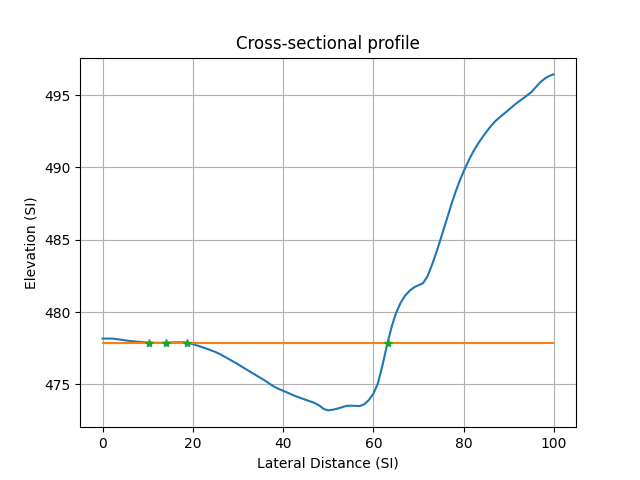 Cross-sectional profile
Elevation (SI)
495
490
485
480
475
0 20 40 60 80 100
Lateral Distance (SI)